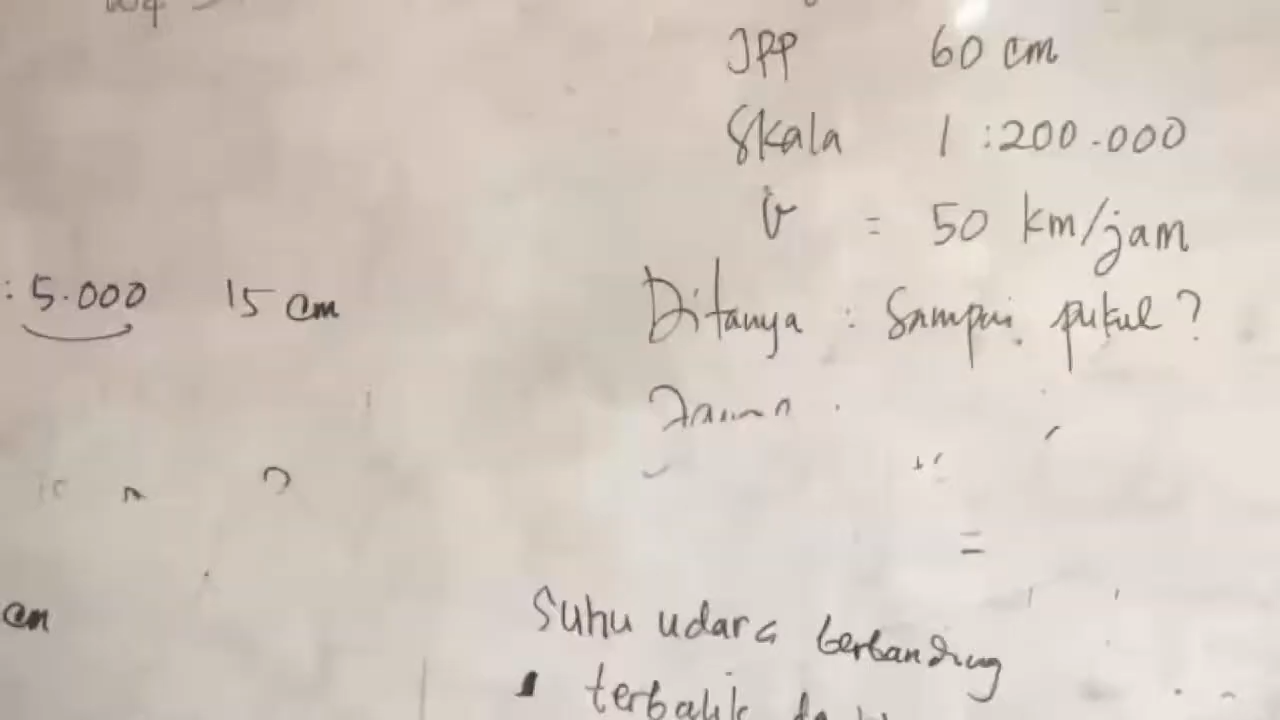 JPP 60 cm
Skala 1 : 200.000
v = 50 km/jam
: 5.000 15 cm
Ditanya : Sampai pukul ?
cm
Suhu udara berbanding
terbalik